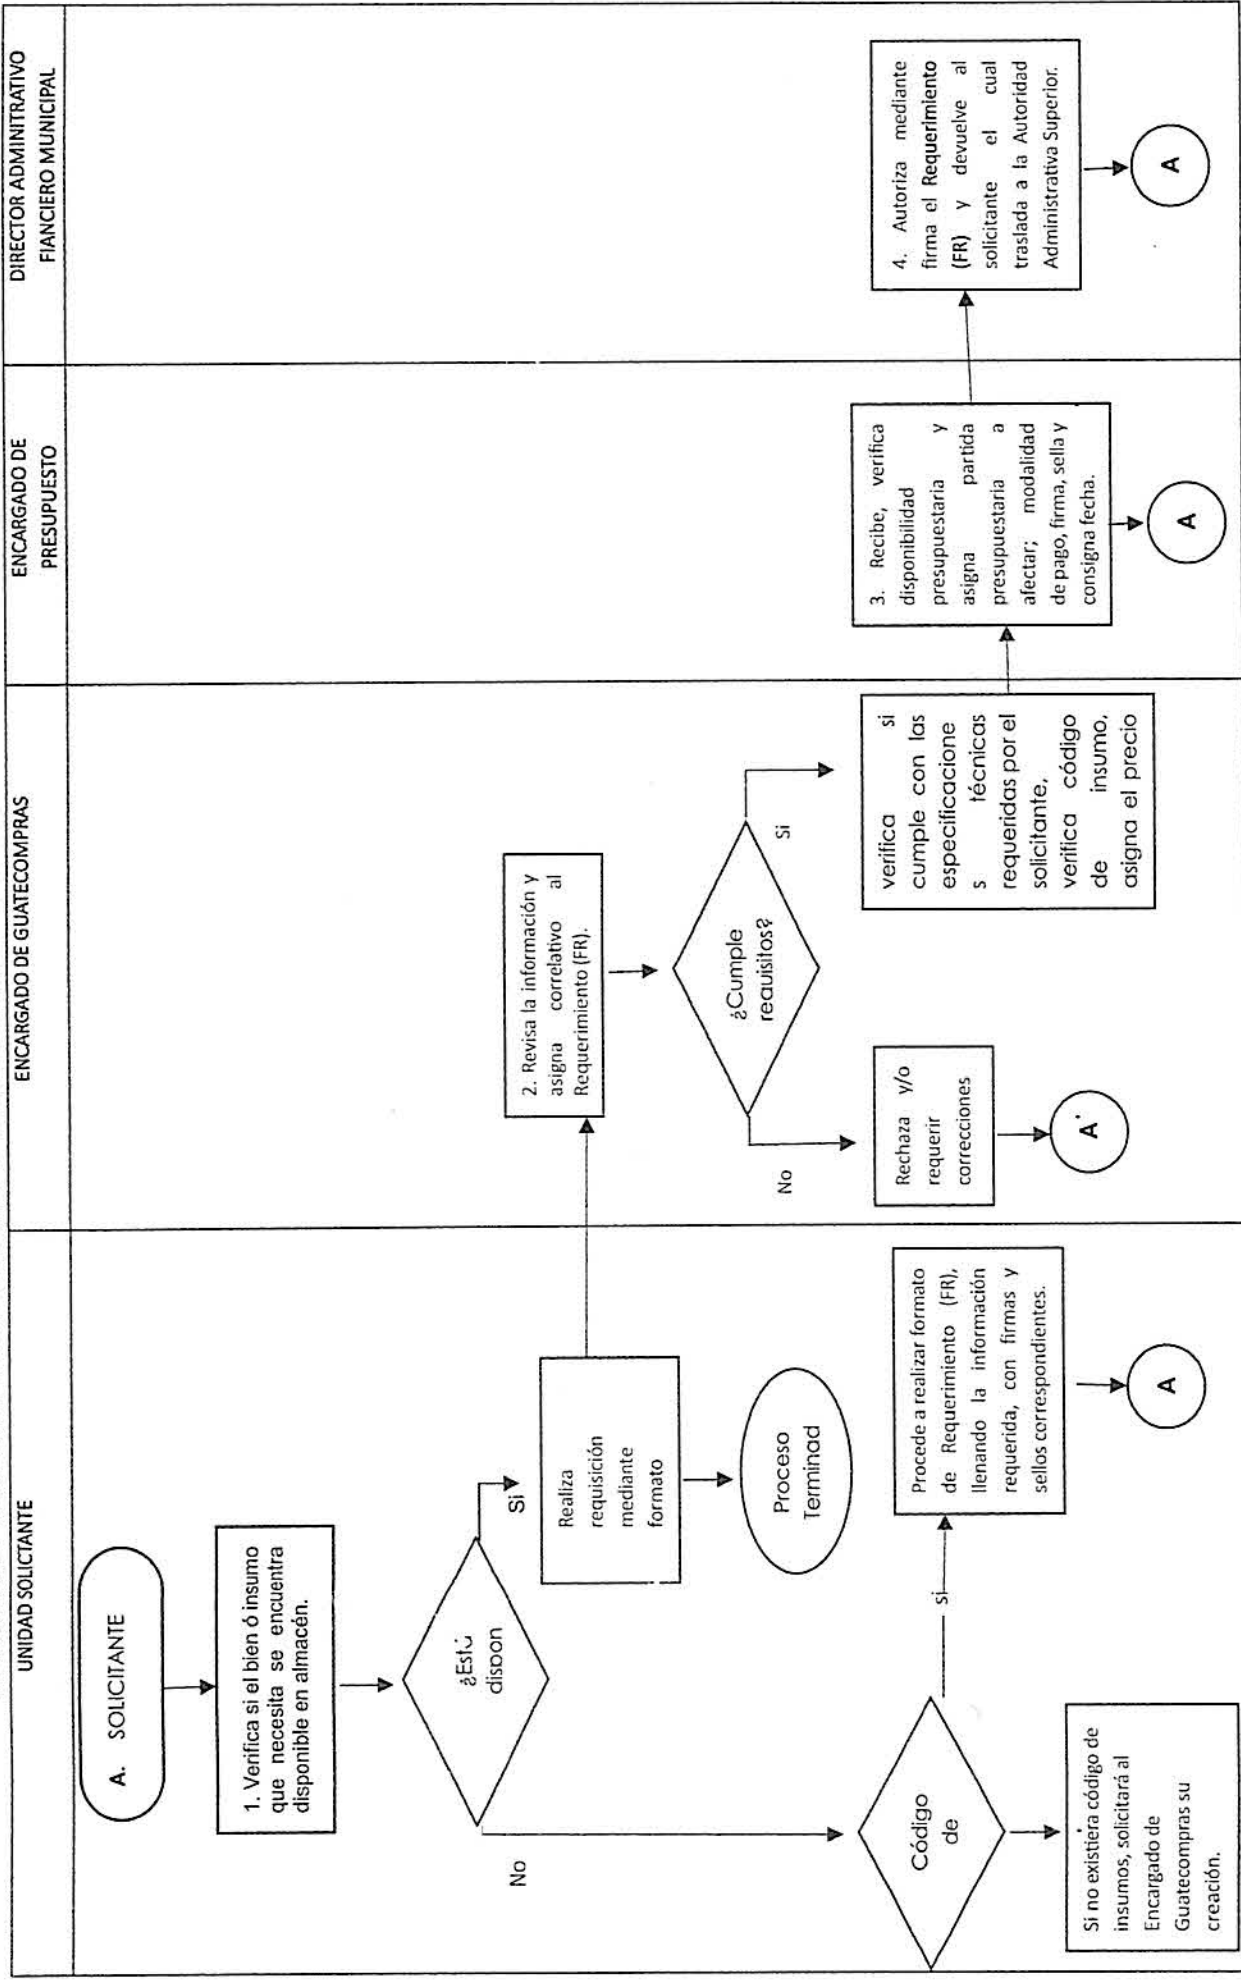 UNIDAD SOLICTANTE
ENCARGADO DE GUATECOMPRAS
ENCARGADO DE
PRESUPUESTO
DIRECTOR ADMINITRATIVO
FIANCIERO MUNICIPAL
A. SOLICITANTE
1. Verifica si el bien ó insumo
que necesita se encuentra
disponible en almacén.
¿Está
dispon
Si
No
Realiza
requisición
mediante
formato
Proceso
Terminad
Código
de
si
Procede a realizar formato
de Requerimiento (FR),
llenando la información
requerida, con firmas y
sellos correspondientes.
A
Si no existiera código de
insumos, solicitará al
Encargado de
Guatecompras su
creación.
2. Revisa la información y
asigna correlativo al
Requerimiento (FR).
¿Cumple
requisitos?
No
Si
Rechaza y/o
requerir
correcciones
A
verifica si
cumple con las
especificacione
s técnicas
requeridas por el
solicitante,
verifica código
de insumo,
asigna el precio
3. Recibe, verifica
disponibilidad
presupuestaria y
asigna partida
presupuestaria a
afectar; modalidad
de pago, firma, sella y
consigna fecha.
A
4. Autoriza mediante
firma el Requerimiento
(FR) y devuelve al
solicitante el cual
traslada a la Autoridad
Administrativa Superior.
A